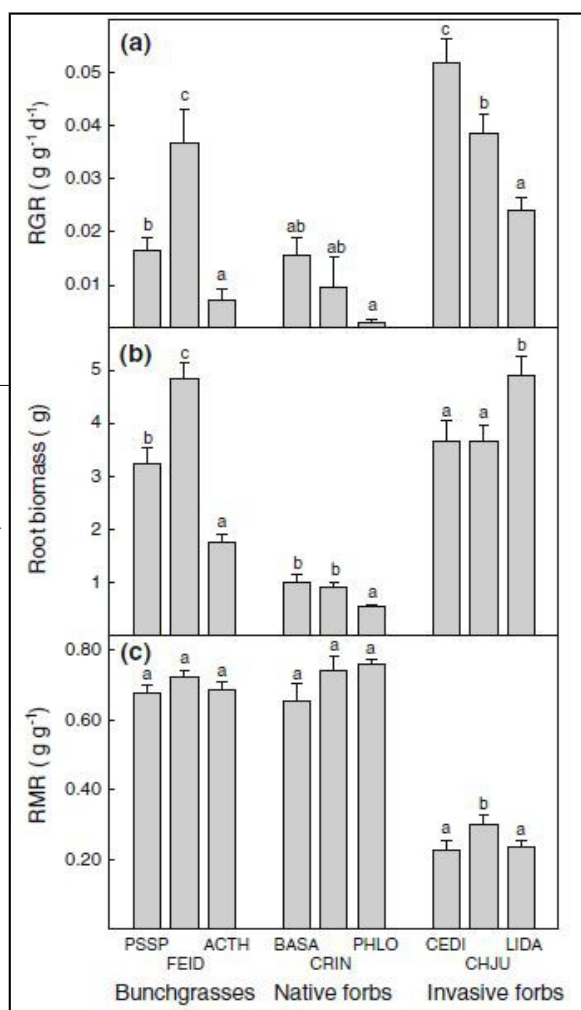 (a)
c
0.05
c
b
0.04
RGR ( g g⁻¹ d⁻¹)
0.03
a
b
0.02
ab
ab
0.01
a
a
(b)
5
c
b
4
a
a
Root biomass ( g)
b
3
2
a
b
b
1
a
(c)
0.80
a
a
a
a
a
a
RMR ( g g⁻¹)
0.60
0.40
b
a
a
0.20
PSSP ACTH BASA PHLO CEDI LIDA
FEID CRIN CHJU
Bunchgrasses Native forbs Invasive forbs